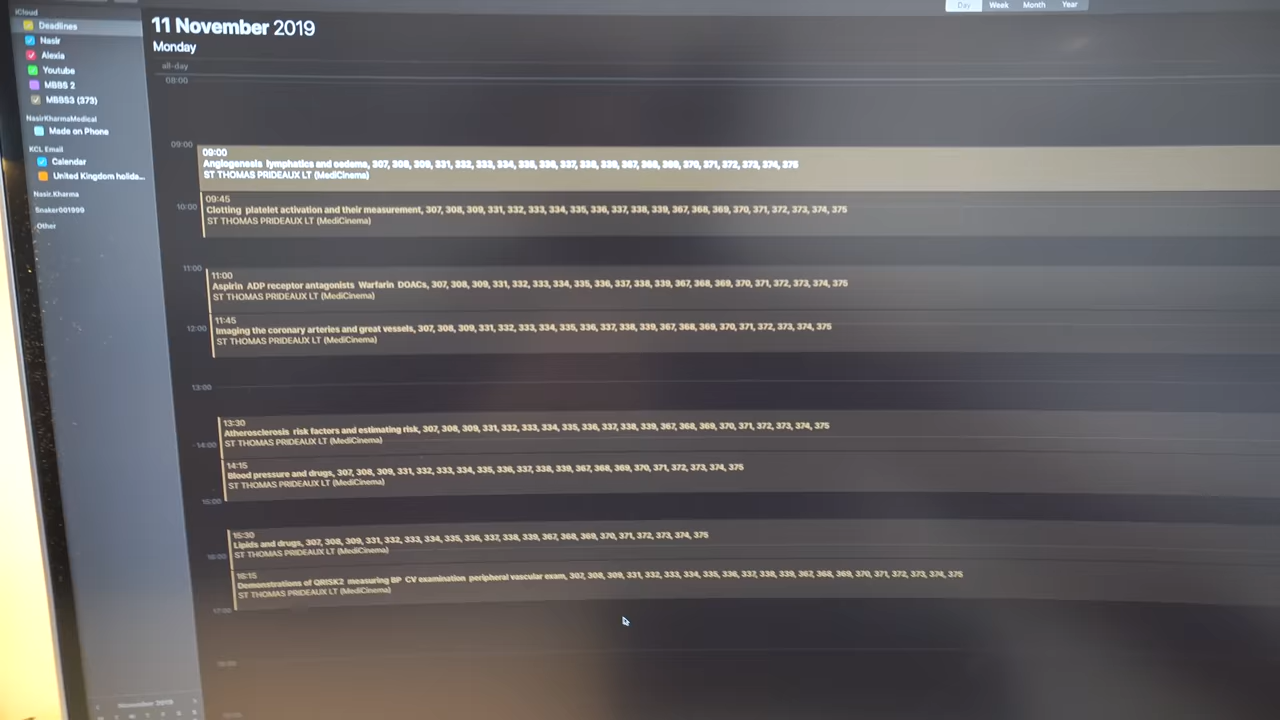 iCloud
Deadlines
Nasir
Alexia
Youtube
MBBS 2
MBBS3 (373)
NasirKharmaMedical
Made on Phone
KCL Email
Calendar
United Kingdom holida...
Nasir.Kharma
Snaker001999
Other
November 2019
Day Week Month Year
11 November 2019
Monday
all-day
08:00
09:00
09:00
Angiogenesis lymphatics and oedema, 307, 308, 309, 331, 332, 333, 334, 335, 336, 337, 338, 339, 367, 368, 369, 370, 371, 372, 373, 374, 375
ST THOMAS PRIDEAUX LT (MediCinema)
09:45
10:00
Clotting platelet activation and their measurement, 307, 308, 309, 331, 332, 333, 334, 335, 336, 337, 338, 339, 367, 368, 369, 370, 371, 372, 373, 374, 375
ST THOMAS PRIDEAUX LT (MediCinema)
11:00
11:00
Aspirin ADP receptor antagonists Warfarin DOACs, 307, 308, 309, 331, 332, 333, 334, 335, 336, 337, 338, 339, 367, 368, 369, 370, 371, 372, 373, 374, 375
ST THOMAS PRIDEAUX LT (MediCinema)
11:45
12:00
Imaging the coronary arteries and great vessels, 307, 308, 309, 331, 332, 333, 334, 335, 336, 337, 338, 339, 367, 368, 369, 370, 371, 372, 373, 374, 375
ST THOMAS PRIDEAUX LT (MediCinema)
13:00
13:30
Atherosclerosis risk factors and estimating risk, 307, 308, 309, 331, 332, 333, 334, 335, 336, 337, 338, 339, 367, 368, 369, 370, 371, 372, 373, 374, 375
14:00
ST THOMAS PRIDEAUX LT (MediCinema)
14:15
Blood pressure and drugs, 307, 308, 309, 331, 332, 333, 334, 335, 336, 337, 338, 339, 367, 368, 369, 370, 371, 372, 373, 374, 375
ST THOMAS PRIDEAUX LT (MediCinema)
15:00
15:30
Lipids and drugs, 307, 308, 309, 331, 332, 333, 334, 335, 336, 337, 338, 339, 367, 368, 369, 370, 371, 372, 373, 374, 375
16:00
ST THOMAS PRIDEAUX LT (MediCinema)
16:15
Demonstrations of QRISK2 measuring BP CV examination peripheral vascular exam, 307, 308, 309, 331, 332, 333, 334, 335, 336, 337, 338, 339, 367, 368, 369, 370, 371, 372, 373, 374, 375
ST THOMAS PRIDEAUX LT (MediCinema)
17:00
18:00